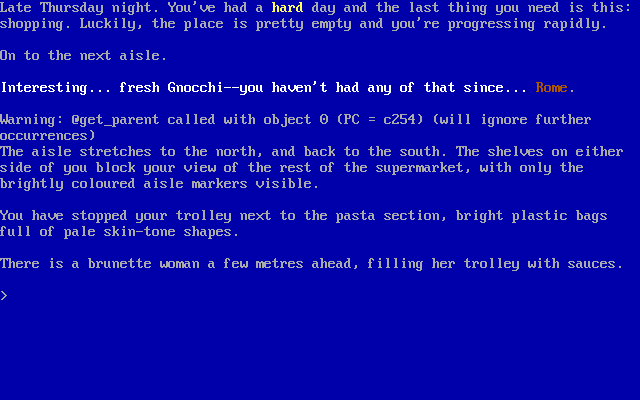 Late Thursday night. You've had a hard day and the last thing you need is this:
shopping. Luckily, the place is pretty empty and you're progressing rapidly.
On to the next aisle.
Interesting... fresh Gnocchi--you haven't had any of that since... Rome.
Warning: @get_parent called with object 0 (PC = c254) (will ignore further
occurrences)
The aisle stretches to the north, and back to the south. The shelves on either
side of you block your view of the rest of the supermarket, with only the
brightly coloured aisle markers visible.
You have stopped your trolley next to the pasta section, bright plastic bags
full of pale skin-tone shapes.
There is a brunette woman a few metres ahead, filling her trolley with sauces.
>